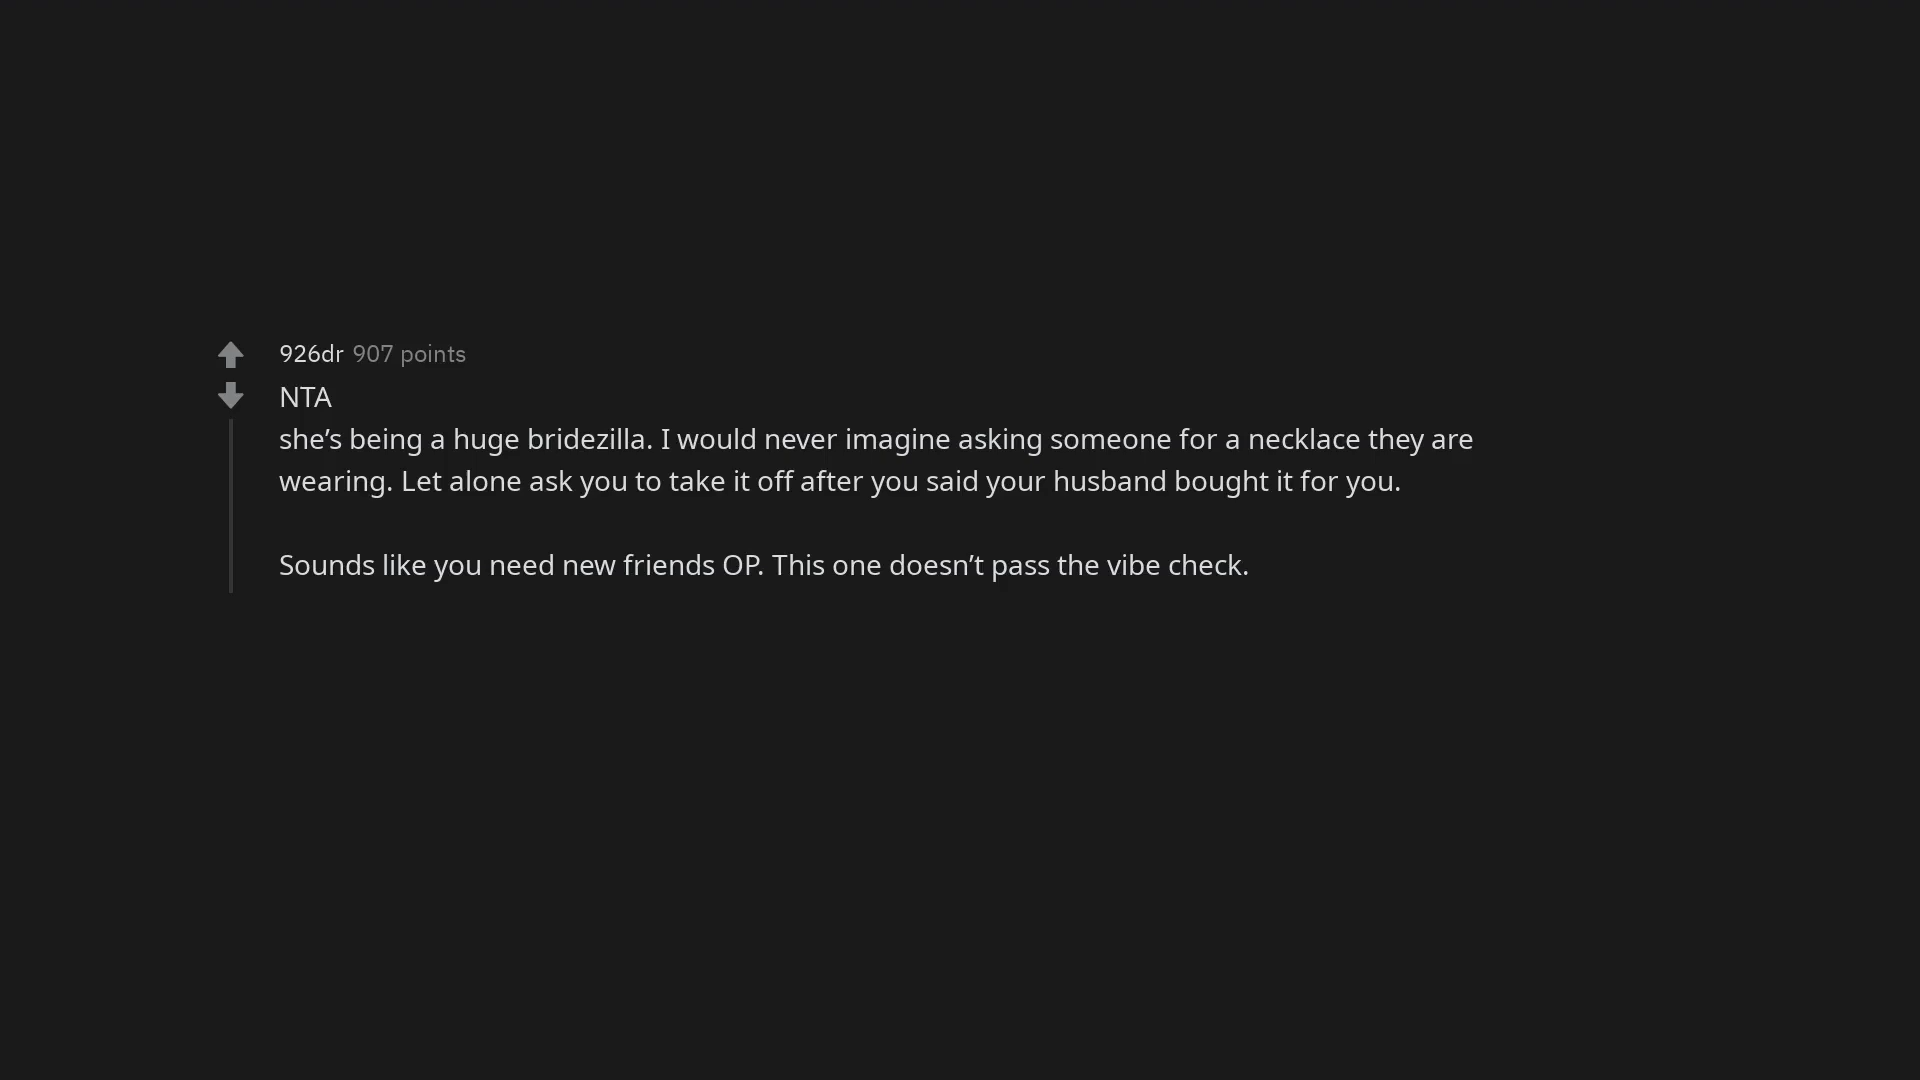 926dr 907 points
NTA
she’s being a huge bridezilla. I would never imagine asking someone for a necklace they are
wearing. Let alone ask you to take it off after you said your husband bought it for you.
Sounds like you need new friends OP. This one doesn’t pass the vibe check.